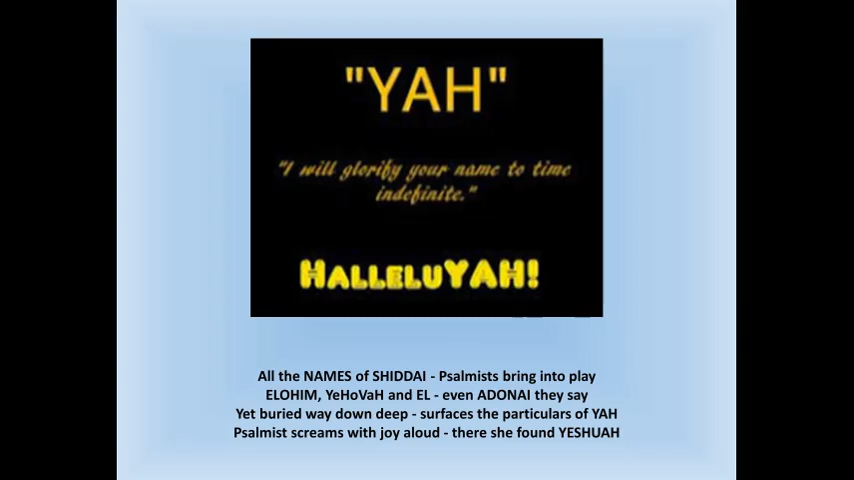 "YAH"
"I will glorify your name to time
indefinite."
HALLELUYAH!
All the NAMES of SHIDDAI - Psalmists bring into play
ELOHIM, YeHoVaH and EL - even ADONAI they say
Yet buried way down deep - surfaces the particulars of YAH
Psalmist screams with joy aloud - there she found YESHUAH